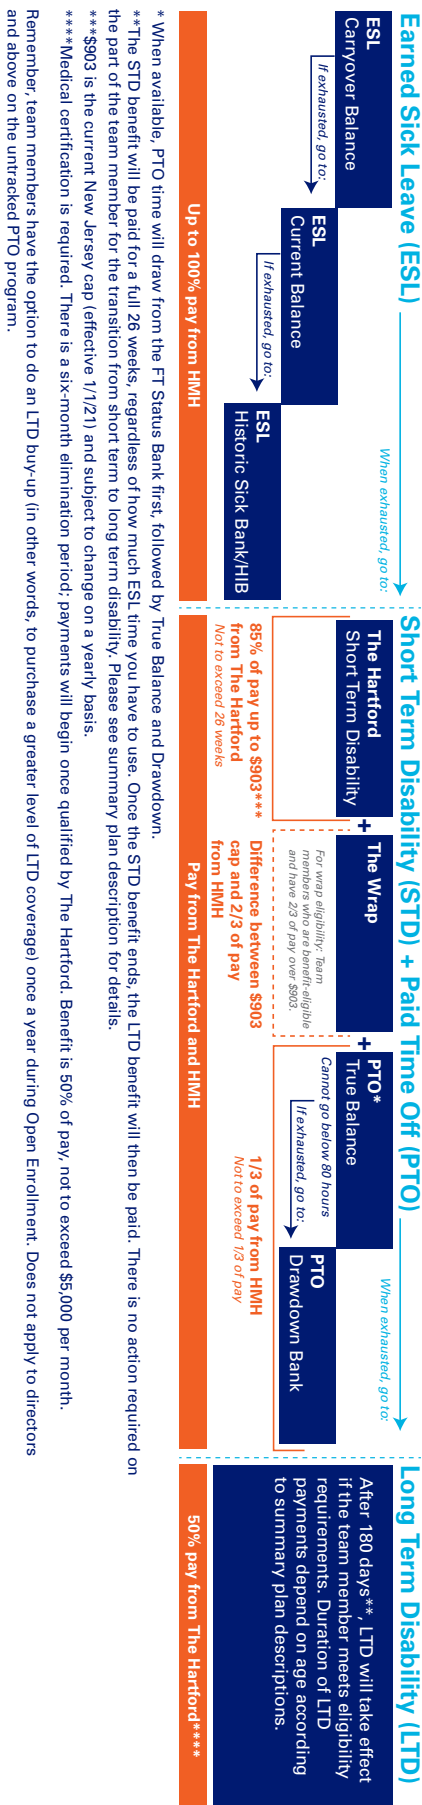 Earned Sick Leave (ESL)
When exhausted, go to:
ESL
Carryover Balance
If exhausted, go to:
ESL
Current Balance
If exhausted, go to:
ESL
Historic Sick Bank/HIB
Up to 100% pay from HMH
Short Term Disability (STD) + Paid Time Off (PTO)
When exhausted, go to:
The Hartford
Short Term Disability
85% of pay up to $903***
from The Hartford
Not to exceed 26 weeks
+
The Wrap
For wrap eligibility: Team
members who are benefit-eligible
and have 2/3 of pay over $903.
Difference between $903
cap and 2/3 of pay
from HMH
+
PTO*
True Balance
Cannot go below 80 hours
If exhausted, go to:
PTO
Drawdown Bank
1/3 of pay from HMH
Not to exceed 1/3 of pay
Pay from The Hartford and HMH
Long Term Disability (LTD)
After 180 days**, LTD will take effect
if the team member meets eligibility
requirements. Duration of LTD
payments depend on age according
to summary plan descriptions.
50% pay from The Hartford****
* When available, PTO time will draw from the FT Status Bank first, followed by True Balance and Drawdown.
**The STD benefit will be paid for a full 26 weeks, regardless of how much ESL time you have to use. Once the STD benefit ends, the LTD benefit will then be paid. There is no action required on
the part of the team member for the transition from short term to long term disability. Please see summary plan description for details.
***$903 is the current New Jersey cap (effective 1/1/21) and subject to change on a yearly basis.
****Medical certification is required. There is a six-month elimination period; payments will begin once qualified by The Hartford. Benefit is 50% of pay, not to exceed $5,000 per month.
Remember, team members have the option to do an LTD buy-up (in other words, to purchase a greater level of LTD coverage) once a year during Open Enrollment. Does not apply to directors
and above on the untracked PTO program.